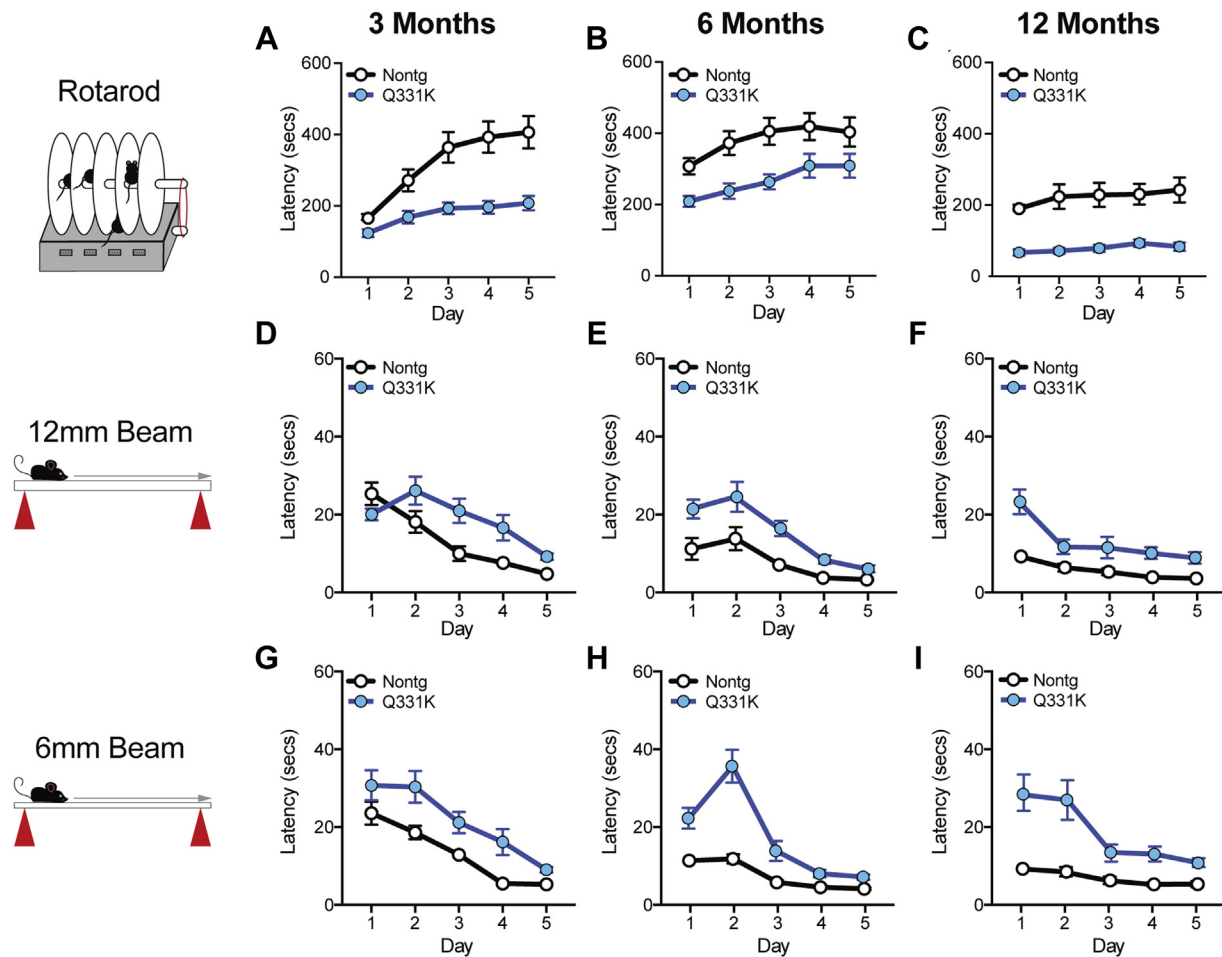 3 Months
6 Months
12 Months
Rotarod
A
600
400
200
0
Latency (secs)
Nontg
Q331K
1 2 3 4 5
Day
B
600
400
200
0
Latency (secs)
Nontg
Q331K
1 2 3 4 5
Day
C
600
400
200
0
Latency (secs)
Nontg
Q331K
1 2 3 4 5
Day
12mm Beam
D
60
40
20
0
Latency (secs)
Nontg
Q331K
1 2 3 4 5
Day
E
60
40
20
0
Latency (secs)
Nontg
Q331K
1 2 3 4 5
Day
F
60
40
20
0
Latency (secs)
Nontg
Q331K
1 2 3 4 5
Day
6mm Beam
G
60
40
20
0
Latency (secs)
Nontg
Q331K
1 2 3 4 5
Day
H
60
40
20
0
Latency (secs)
Nontg
Q331K
1 2 3 4 5
Day
I
60
40
20
0
Latency (secs)
Nontg
Q331K
1 2 3 4 5
Day